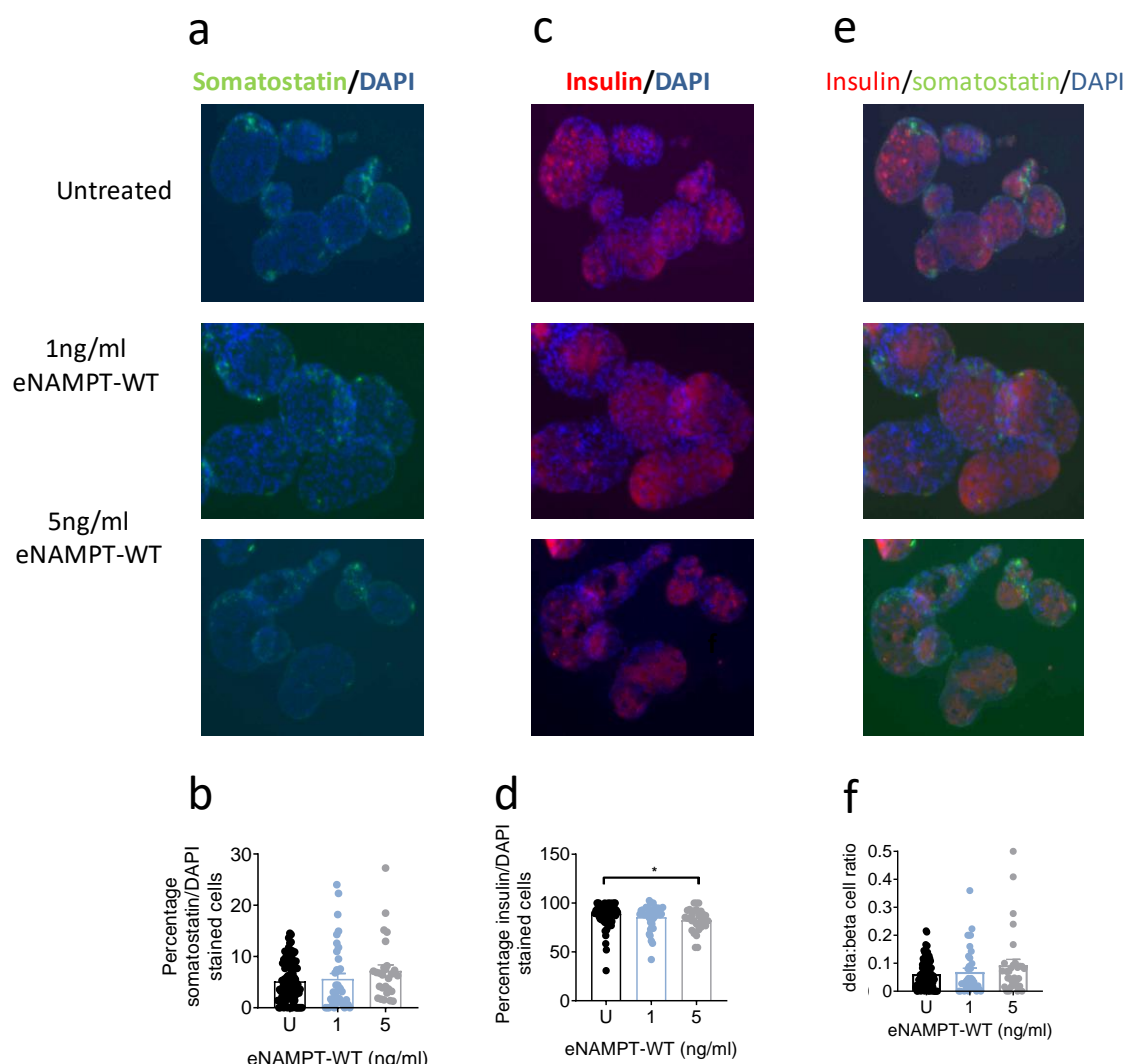 a
c
e
Somatostatin/DAPI
Insulin/DAPI
Insulin/somatostatin/DAPI
Untreated
1ng/ml
eNAMPT-WT
5ng/ml
eNAMPT-WT
b
Percentage
somatostatin/DAPI
stained cells
30
20
10
0
U
1
5
eNAMPT-WT (ng/ml)
d
Percentage insulin/DAPI
stained cells
150
100
50
0
*
U
1
5
eNAMPT-WT (ng/ml)
f
delta:beta cell ratio
0.5
0.4
0.3
0.2
0.1
0
U
1
5
eNAMPT-WT (ng/ml)